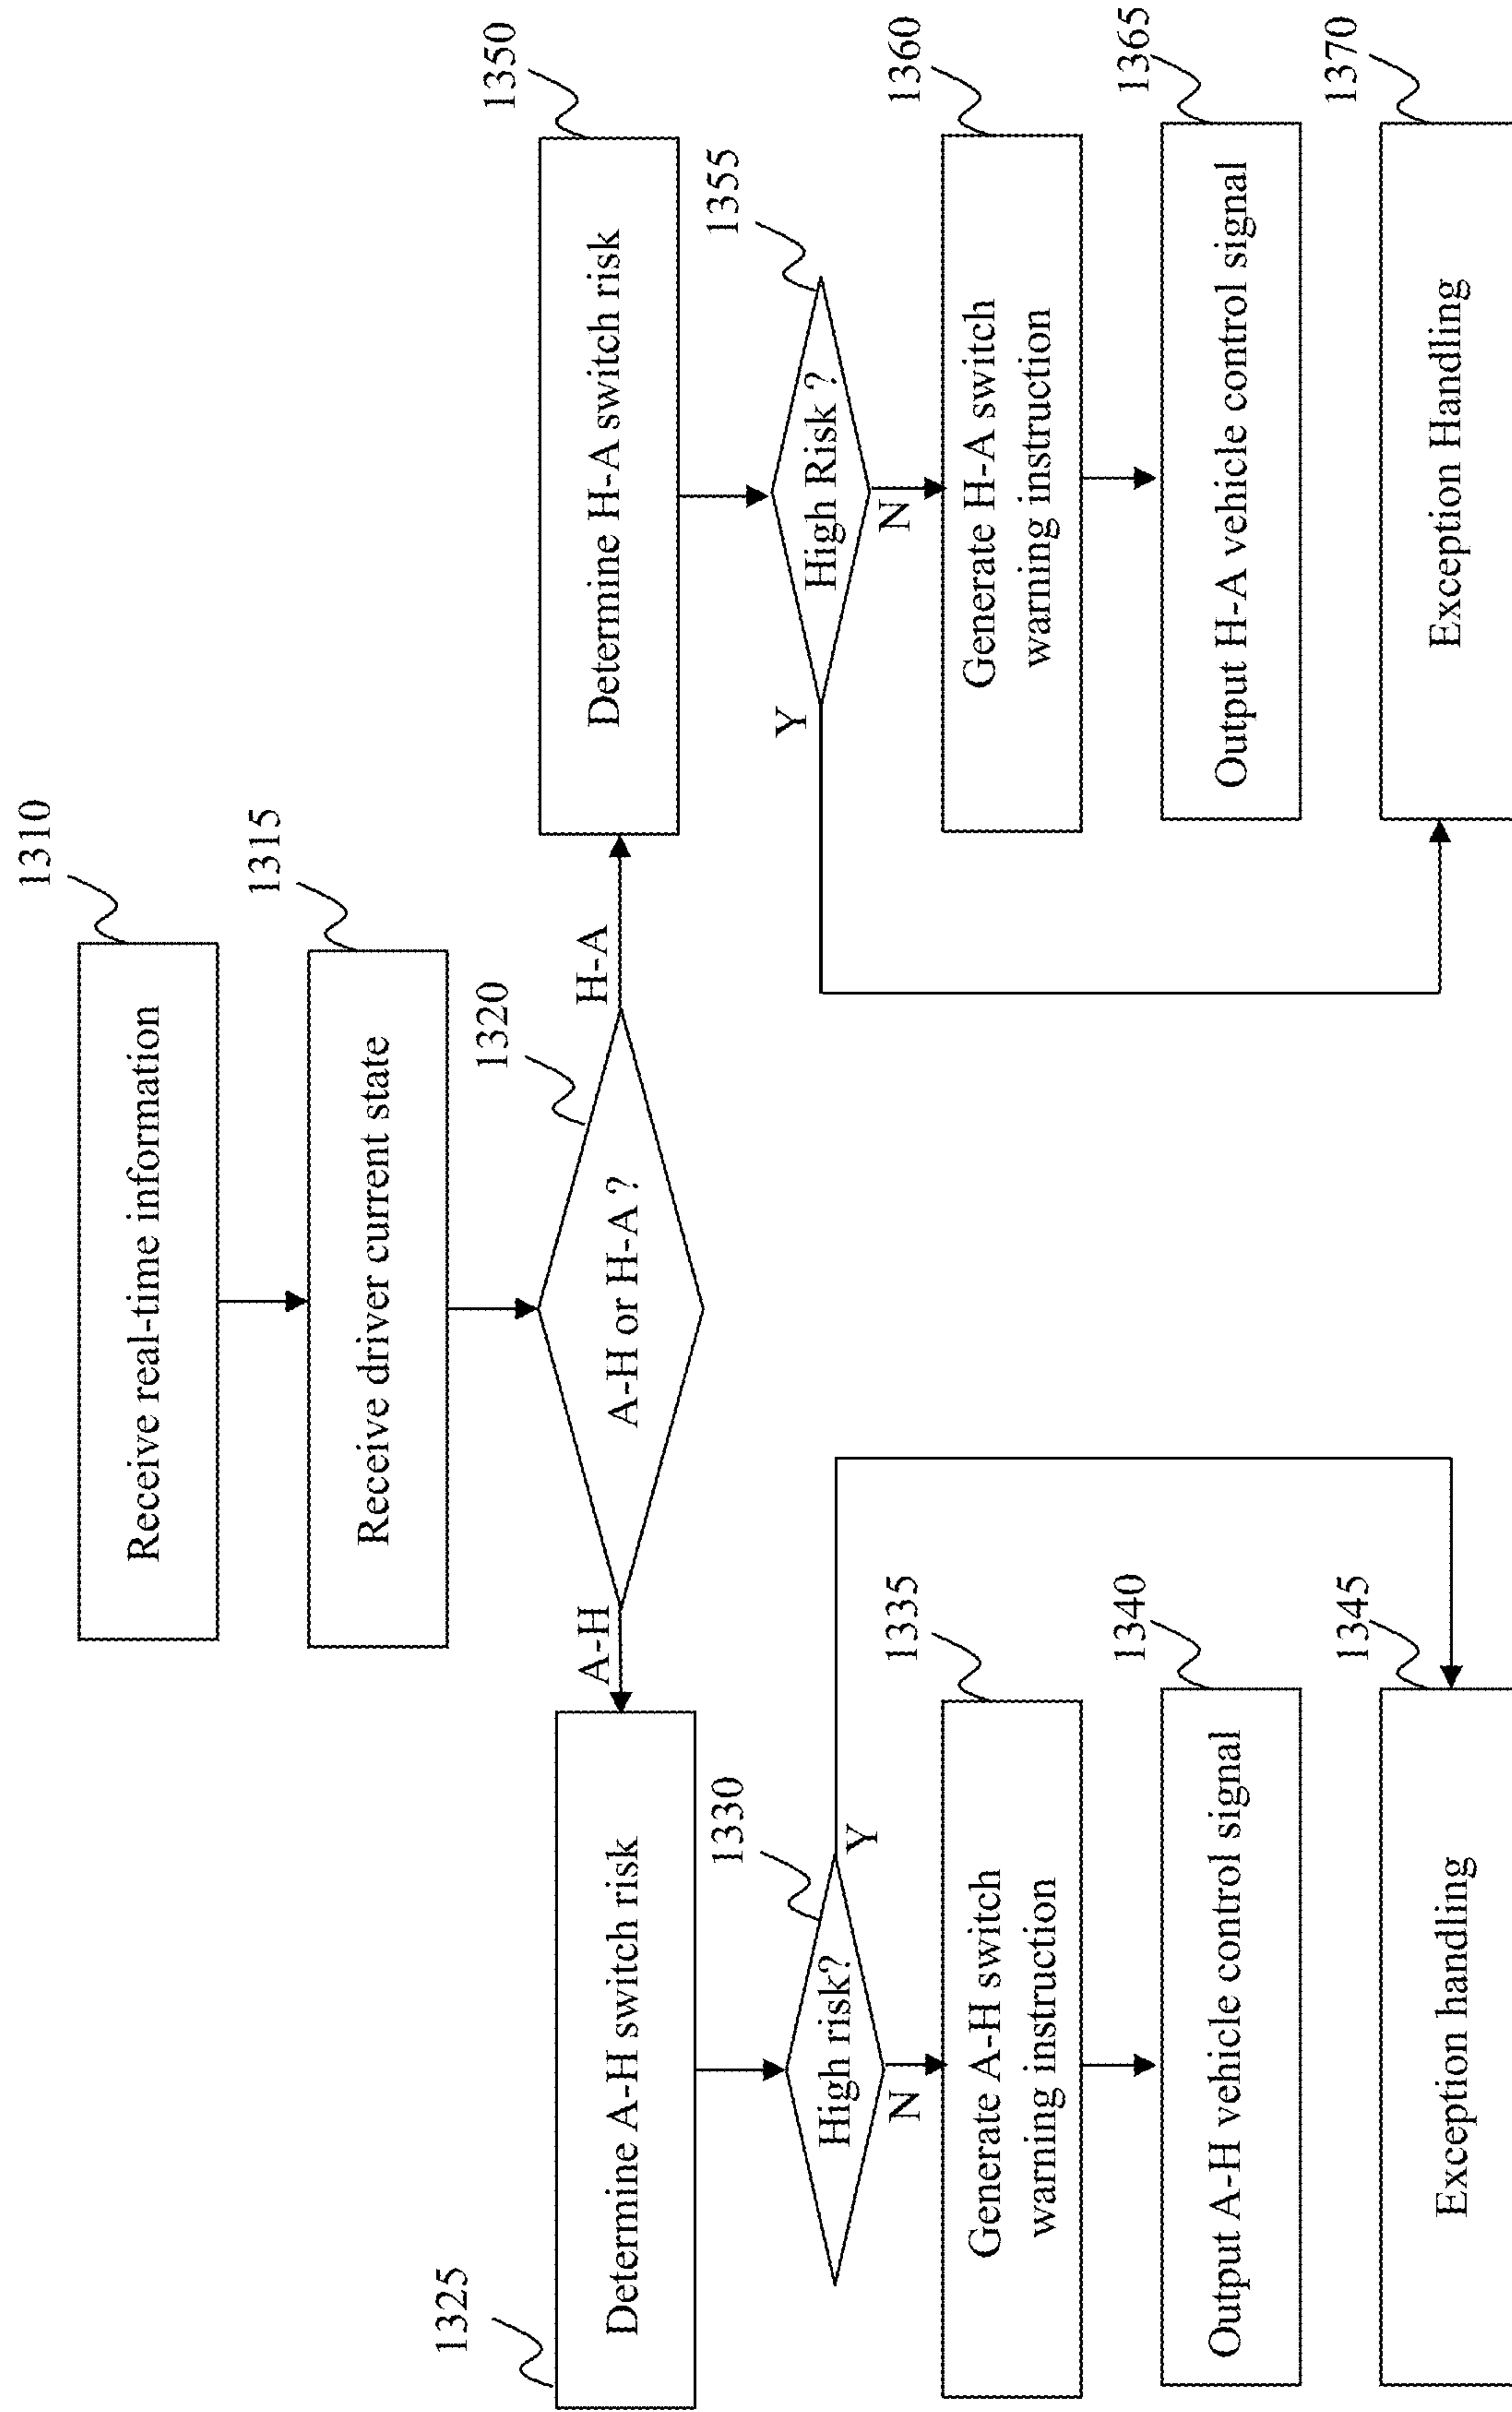 1310
Receive real-time information
1315
Receive driver current state
1320
A-H or H-A ?
A-H
H-A
1325
Determine A-H switch risk
1330
High risk?
Y
N
1335
Generate A-H switch
warning instruction
1340
Output A-H vehicle control signal
1345
Exception handling
1350
Determine H-A switch risk
1355
High Risk ?
Y
N
1360
Generate H-A switch
warning instruction
1365
Output H-A vehicle control signal
1370
Exception Handling